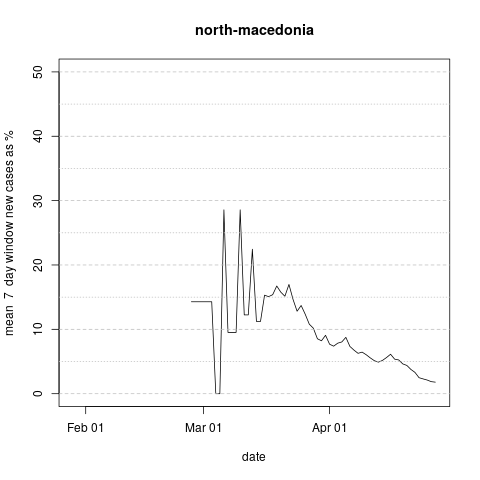 north-macedonia
mean 7 day window new cases as %
50
40
30
20
10
0
Feb 01
Mar 01
Apr 01
date